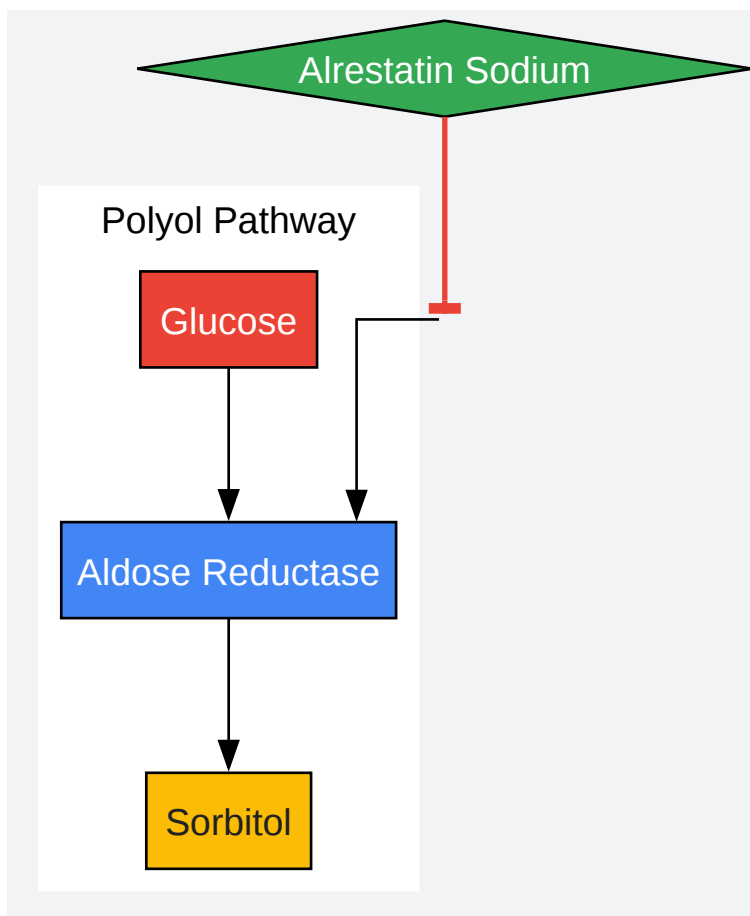 Alrestatin Sodium
Polyol Pathway
Glucose
Aldose Reductase
Sorbitol